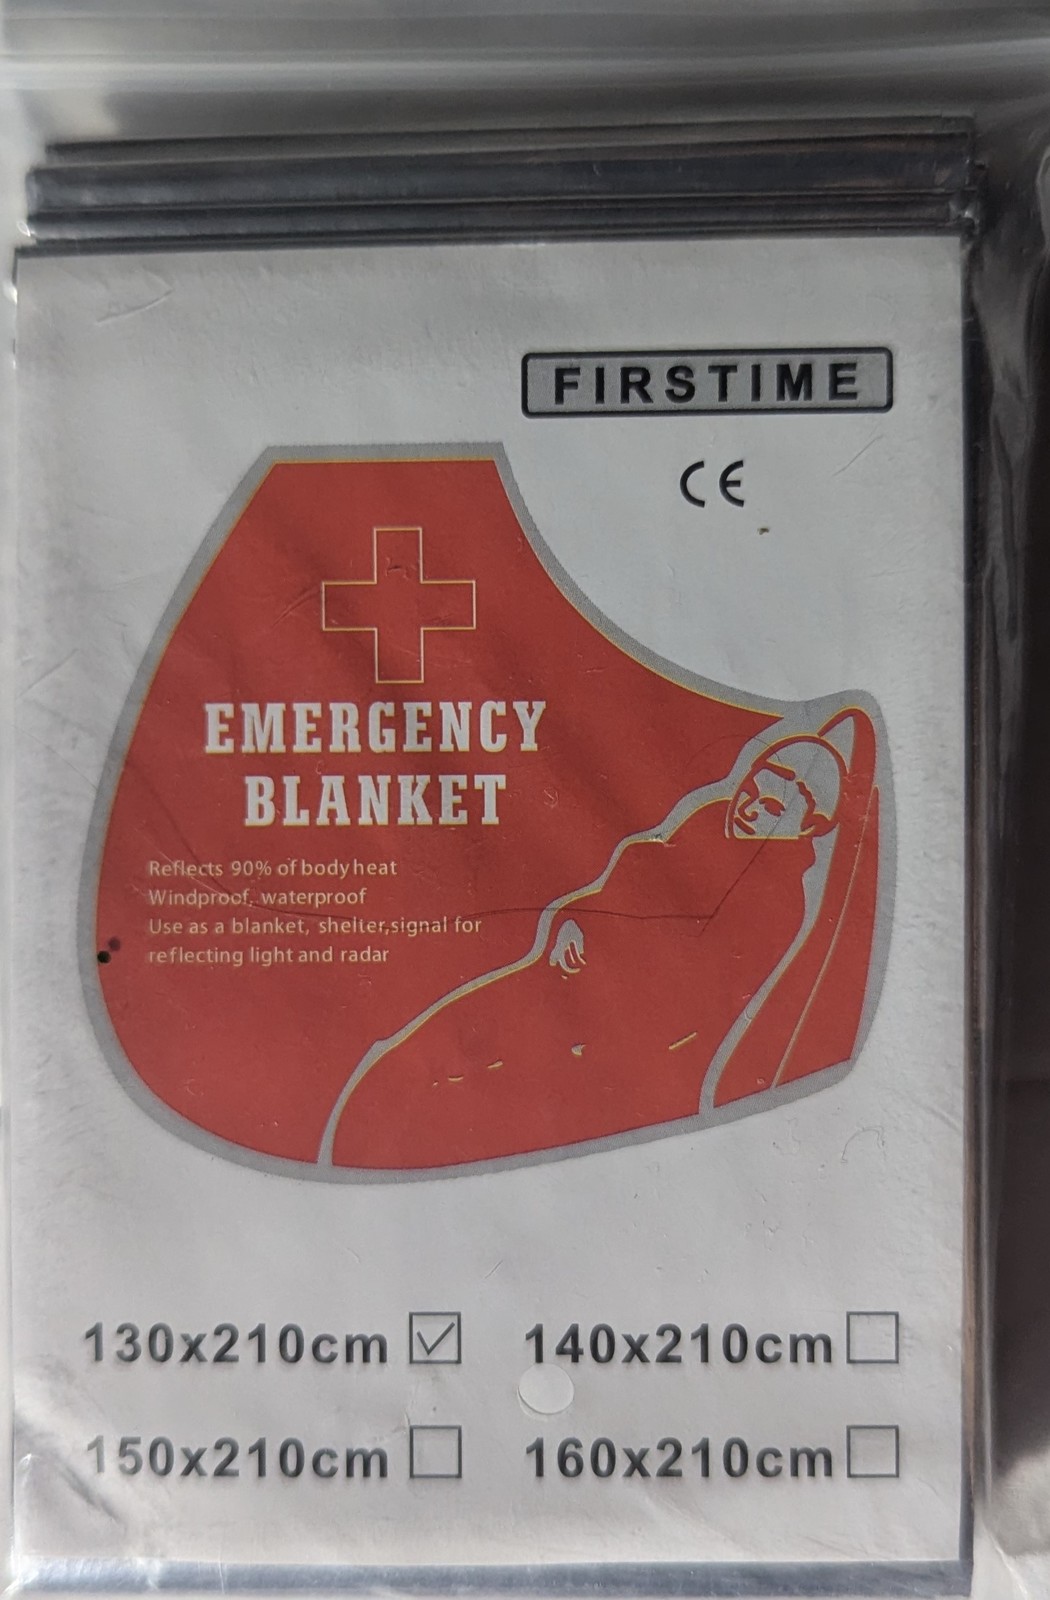 FIRSTIME
CE
EMERGENCY
BLANKET
Reflects 90% of body heat
Windproof, waterproof
Use as a blanket, shelter,signal for
reflecting light and radar
130x210cm 140x210cm
150x210cm 160x210cm